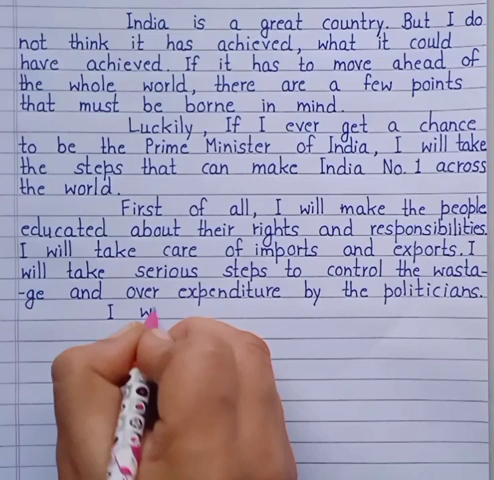 India is a great country. But I do
not think it has achieved, what it could
have achieved. If it has to move ahead of
the whole world, there are a few points
that must be borne in mind.
Luckily, If I ever get a chance
to be the Prime Minister of India, I will take
the steps that can make India No. 1 across
the world.
First of all, I will make the people
educated about their rights and responsibilities.
I will take care of imports and exports. I
will take serious steps to control the wasta-
-ge and over expenditure by the politicians.
I w